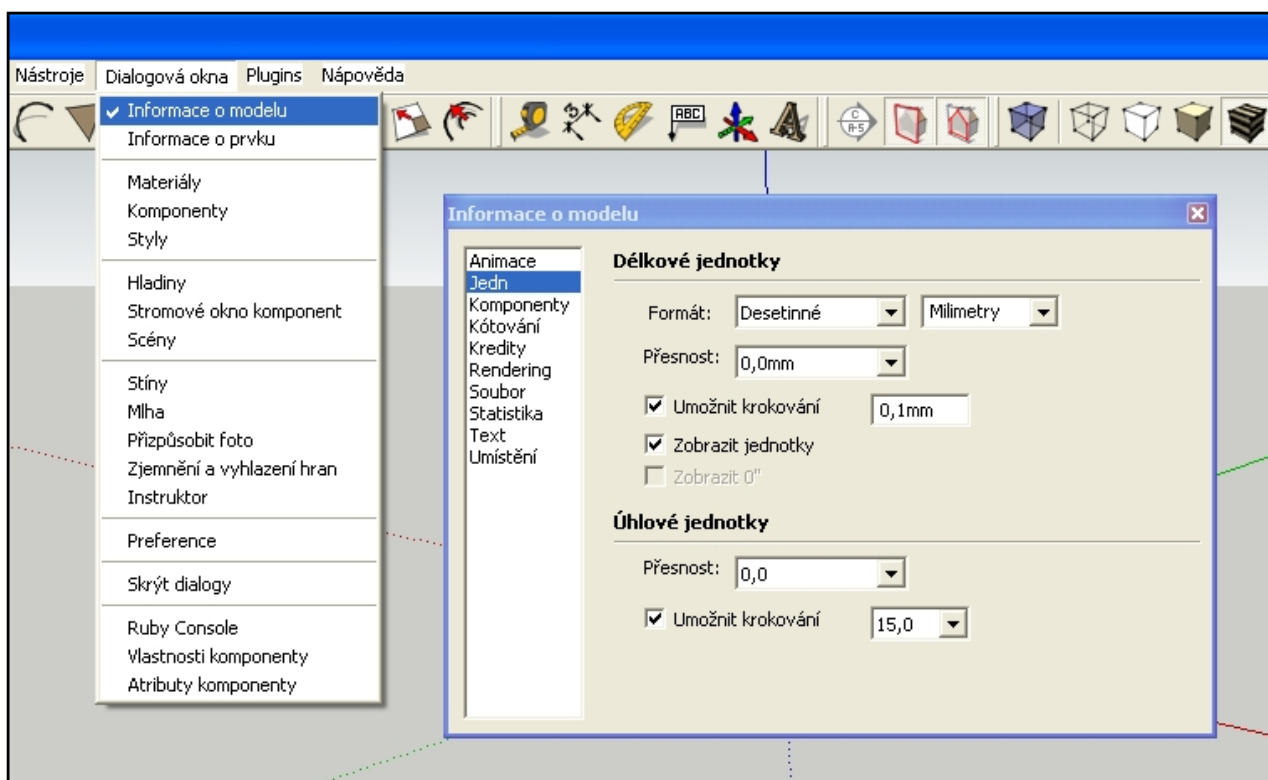 Nástroje Dialogová okna Plugins Nápověda
Informace o modelu
Informace o prvku
Materiály
Komponenty
Styly
Hladiny
Stromové okno komponent
Scény
Stíny
Mlha
Přizpůsobit foto
Zjemnění a vyhlazení hran
Instruktor
Preference
Skrýt dialogy
Ruby Console
Vlastnosti komponenty
Atributy komponenty
ABC
C
A-5
Informace o modelu
Animace
Jedn
Komponenty
Kótování
Kredity
Rendering
Soubor
Statistika
Text
Umístění
Délkové jednotky
Formát: Desetinné Milimetry
Přesnost: 0,0mm
Umožnit krokování 0,1mm
Zobrazit jednotky
Zobrazit 0"
Úhlové jednotky
Přesnost: 0,0
Umožnit krokování 15,0